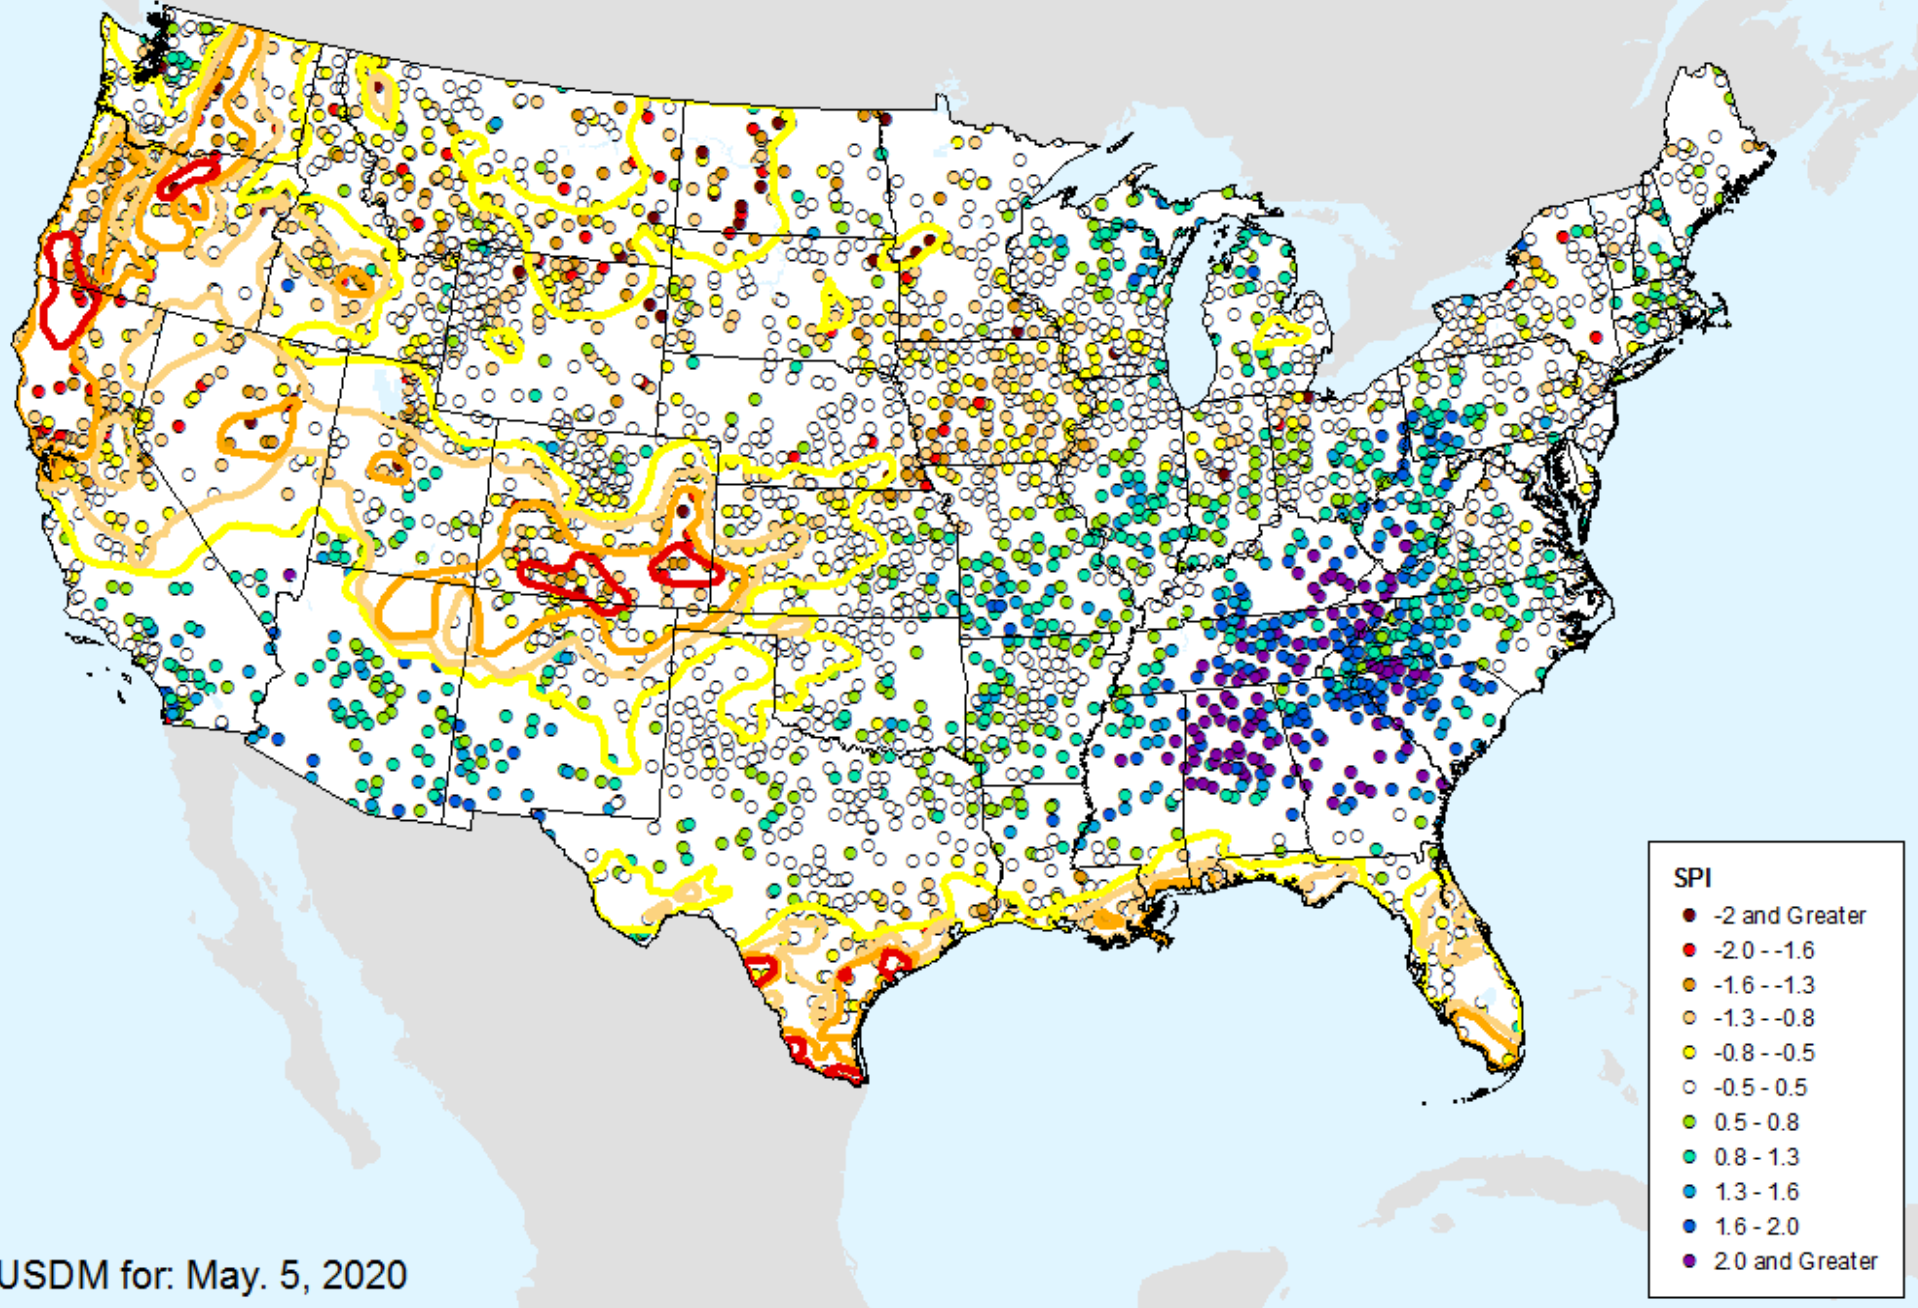 SPI
-2 and Greater
-2.0 - -1.6
-1.6 - -1.3
-1.3 - -0.8
-0.8 - -0.5
-0.5 - 0.5
0.5 - 0.8
0.8 - 1.3
1.3 - 1.6
1.6 - 2.0
2.0 and Greater
USDM for: May. 5, 2020